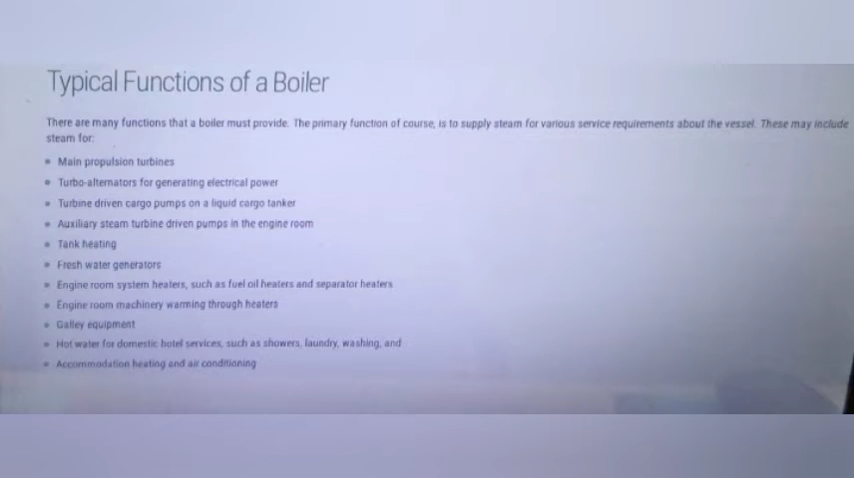 Typical Functions of a Boiler
There are many functions that a boiler must provide. The primary function of course, is to supply steam for various service requirements about the vessel. These may include
steam for:
Main propulsion turbines
Turbo-alternators for generating electrical power
Turbine driven cargo pumps on a liquid cargo tanker
Auxiliary steam turbine driven pumps in the engine room
Tank heating
Fresh water generators
Engine room system heaters, such as fuel oil heaters and separator heaters
Engine room machinery warming through heaters
Galley equipment
Hot water for domestic hotel services, such as showers, laundry, washing, and
Accommodation heating and air conditioning